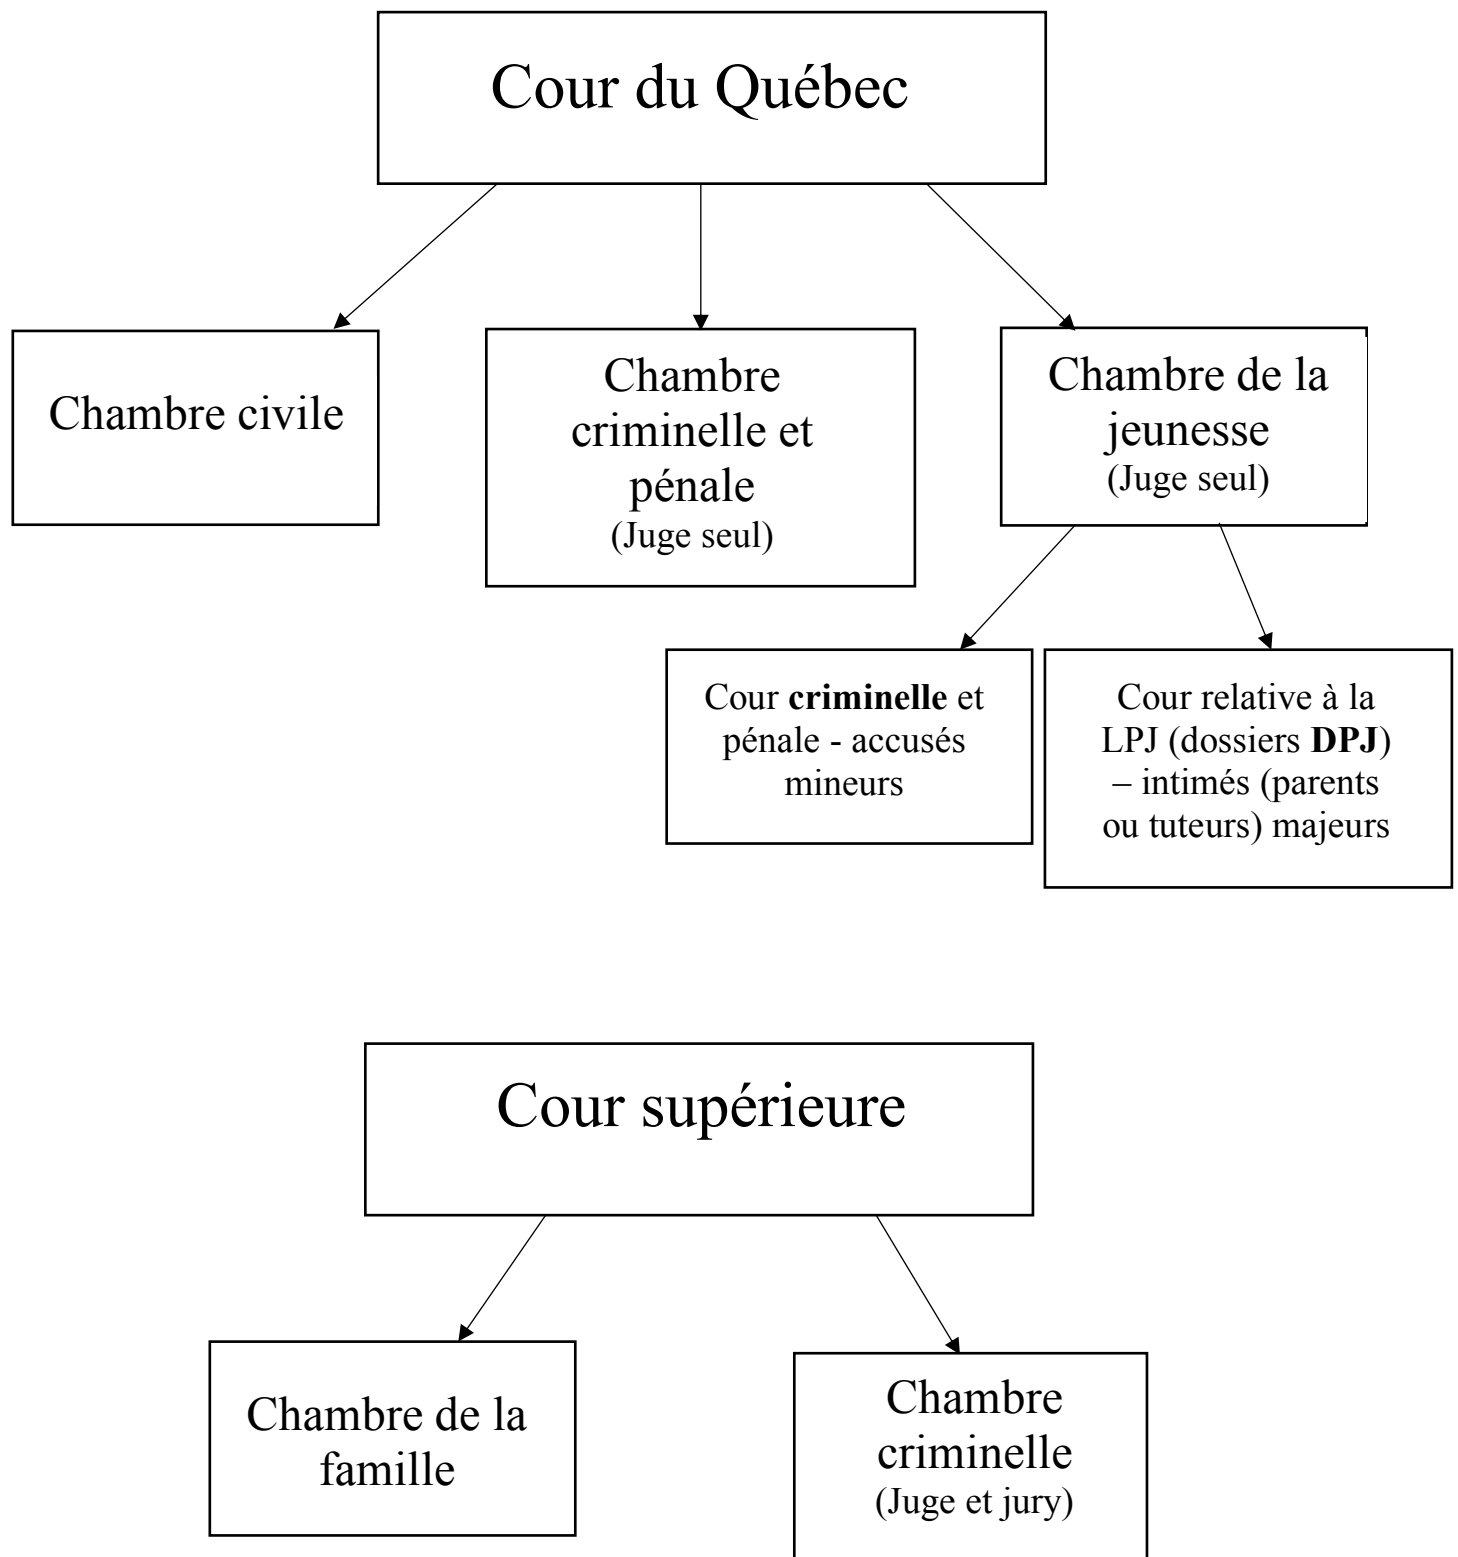 Cour du Québec
Chambre civile
Chambre
criminelle et
pénale
(Juge seul)
Chambre de la
jeunesse
(Juge seul)
Cour criminelle et
pénale - accusés
mineurs
Cour relative à la
LPJ (dossiers DPJ)
– intimés (parents
ou tuteurs) majeurs
Cour supérieure
Chambre de la
famille
Chambre
criminelle
(Juge et jury)